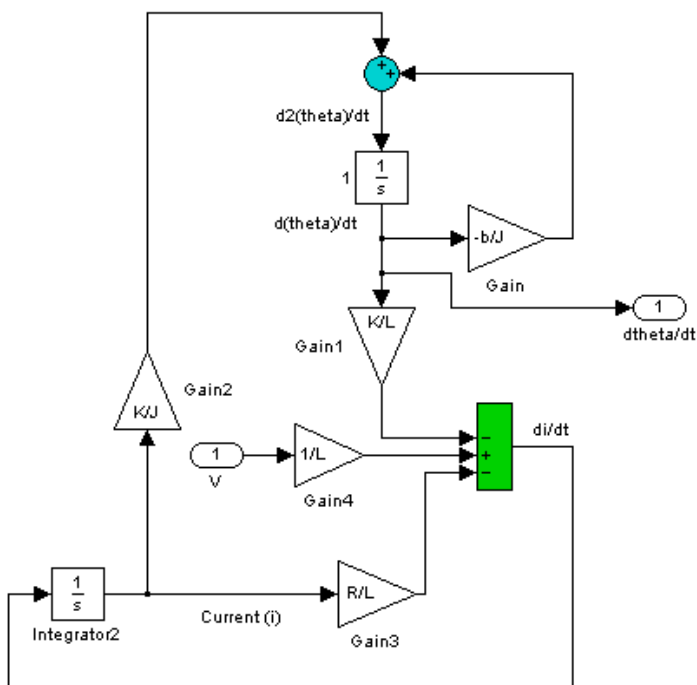 +
+
d2(theta)/dt
1
1
s
d(theta)/dt
-b/J
Gain
K/L
Gain1
1
dtheta/dt
Gain2
K/J
1
V
1/L
Gain4
−
+
−
di/dt
1
s
Integrator2
Current (i)
R/L
Gain3